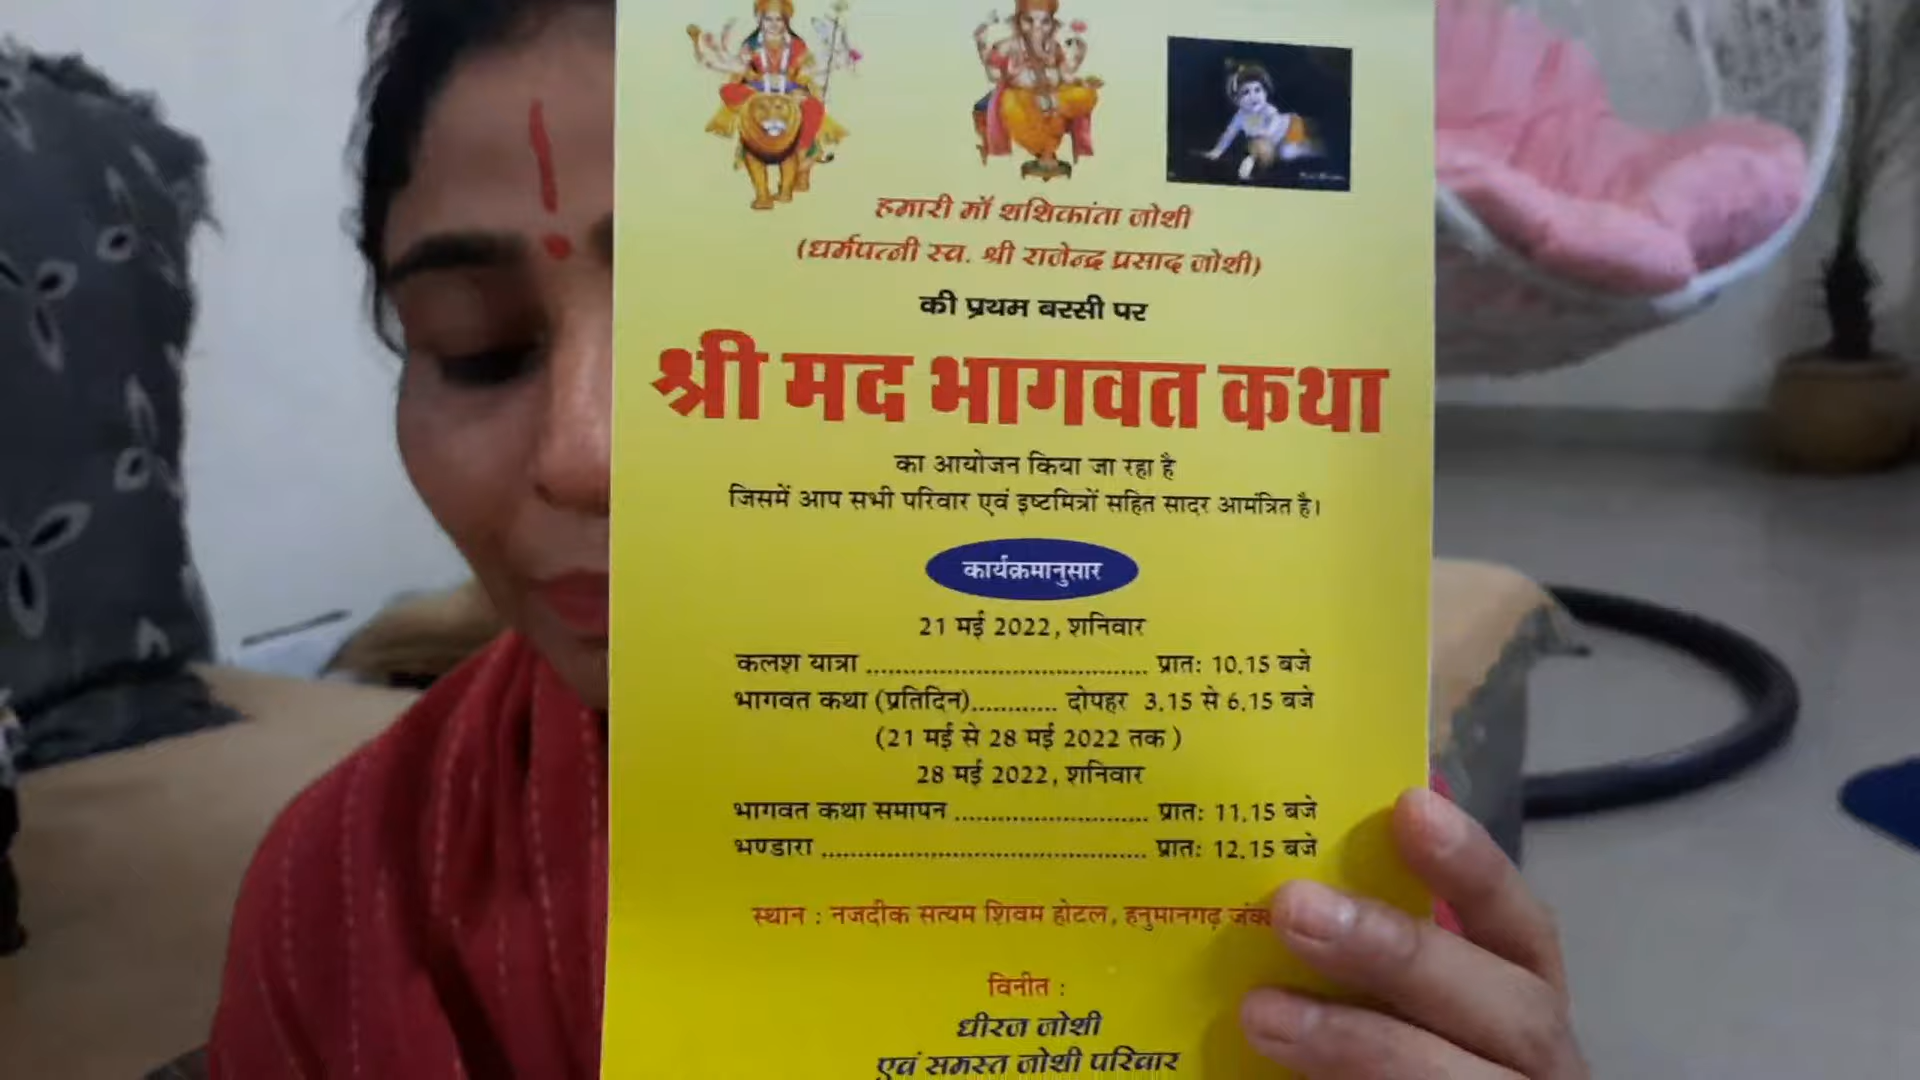 हमारी माँ शशिकांता जोशी
(धर्मपत्नी स्व. श्री राजेन्द्र प्रसाद जोशी)
की प्रथम बरसी पर
श्री मद भागवत कथा
का आयोजन किया जा रहा है
जिसमें आप सभी परिवार एवं इष्टमित्रों सहित सादर आमंत्रित है।
कार्यक्रमानुसार
21 मई 2022, शनिवार
कलश यात्रा ........................................ प्रातः 10.15 बजे
भागवत कथा (प्रतिदिन)............ दोपहर 3.15 से 6.15 बजे
(21 मई से 28 मई 2022 तक )
28 मई 2022, शनिवार
भागवत कथा समापन ........................... प्रातः 11.15 बजे
भण्डारा .............................................. प्रातः 12.15 बजे
स्थान : नजदीक सत्यम शिवम होटल, हनुमानगढ़
विनीत :
धीरज जोशी
एवं समस्त जोशी परिवार